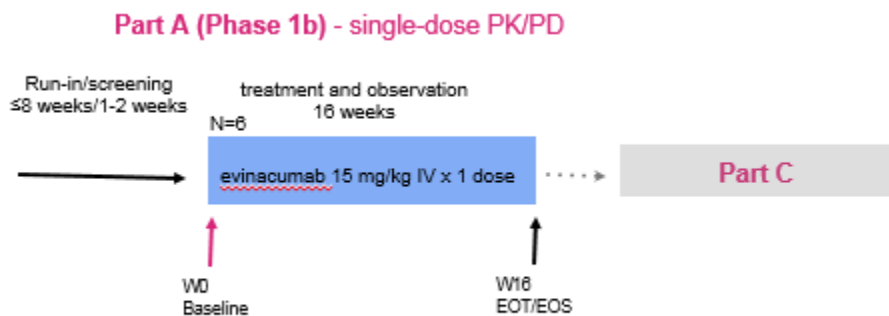 Part A (Phase 1b) - single-dose PK/PD
Run-in/screening
≤8 weeks/1-2 weeks
treatment and observation
16 weeks
N=6
evinacumab 15 mg/kg IV x 1 dose
Part C
W0
Baseline
W16
EOT/EOS